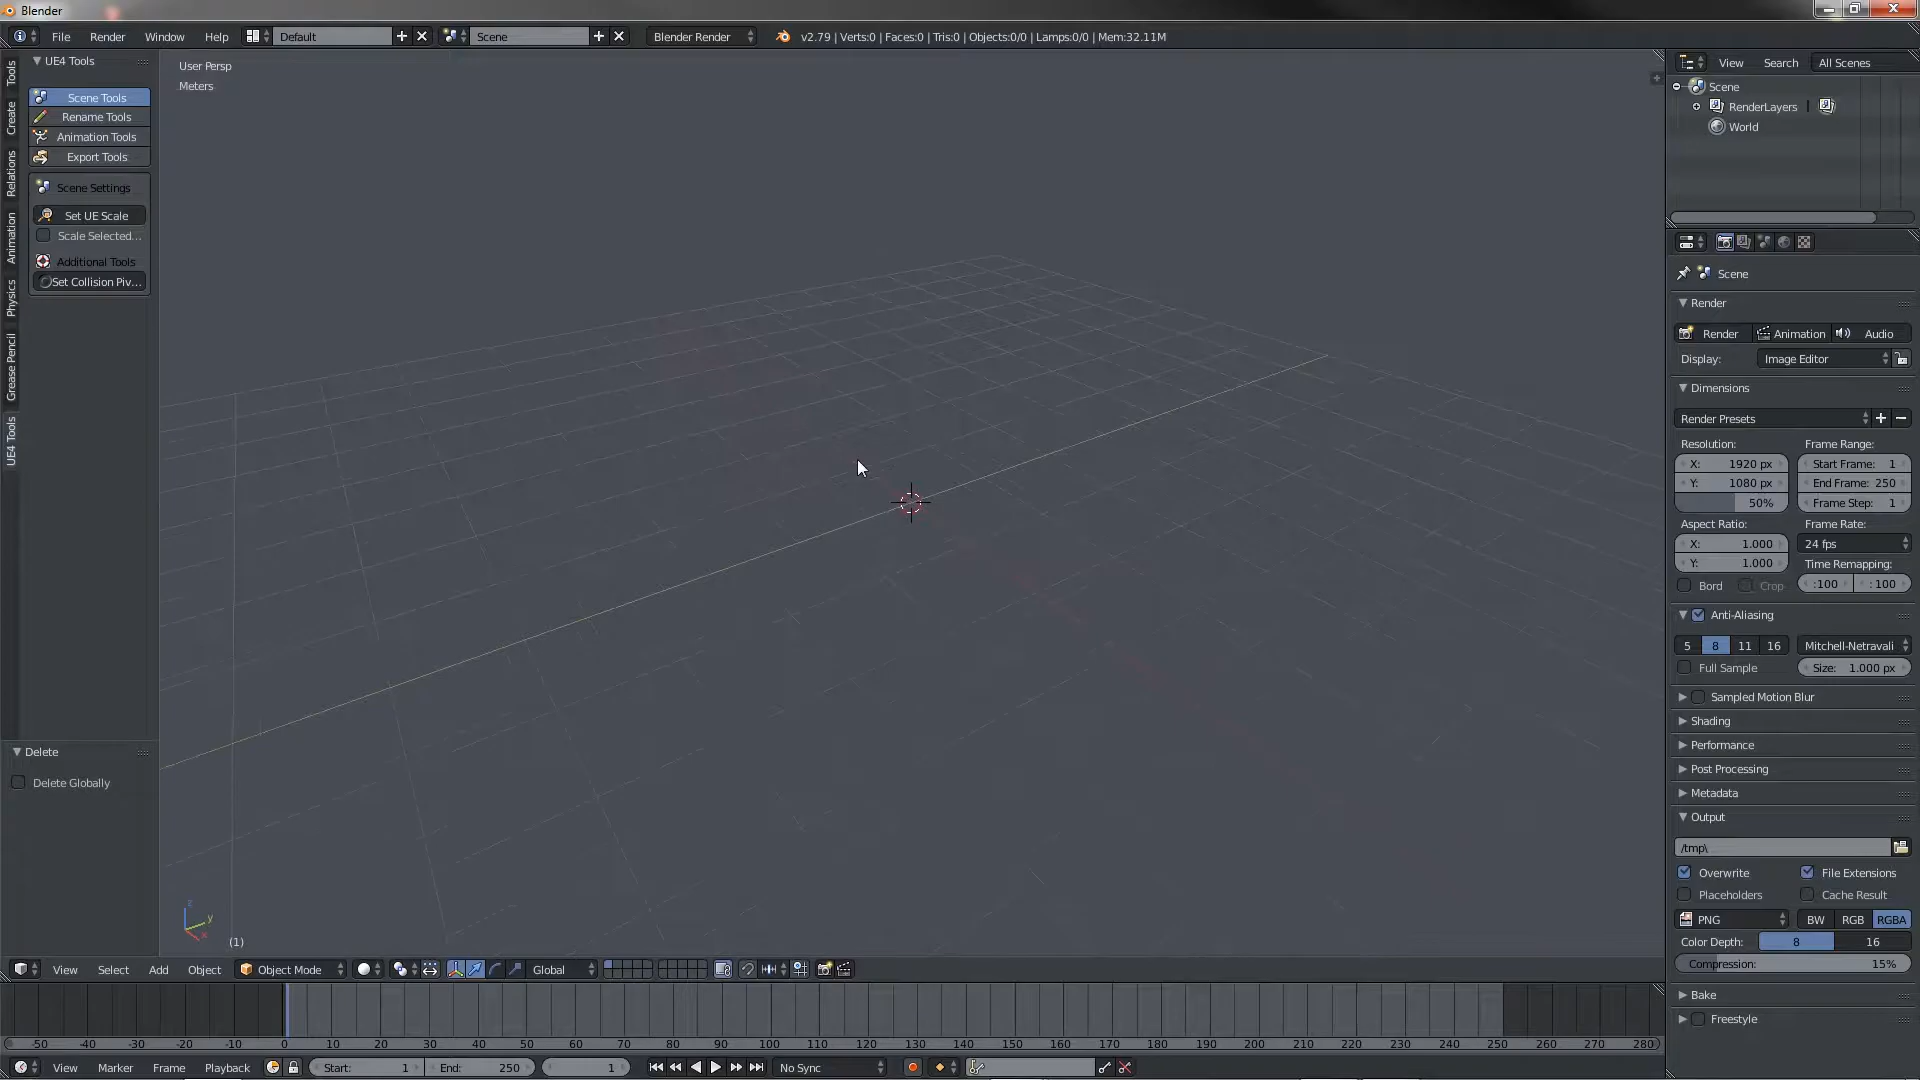 Blender
File Render Window Help Default Scene Blender Render v2.79 | Verts:0 | Faces:0 | Tris:0 | Objects:0/0 | Lamps:0/0 | Mem:32.11M
Tools
Create
Relations
Animation
Physics
Grease Pencil
UE4 Tools
UE4 Tools
Scene Tools
Rename Tools
Animation Tools
Export Tools
Scene Settings
Set UE Scale
Scale Selected...
Additional Tools
Set Collision Piv...
Delete
Delete Globally
User Persp
Meters
z
y
x
(1)
View Select Add Object Object Mode Global
-50 -40 -30 -20 -10 0 10 20 30 40 50 60 70 80 90 100 110 120 130 140 150 160 170 180 190 200 210 220 230 240 250 260 270 280
View Marker Frame Playback Start: 1 End: 250 1 No Sync
View Search All Scenes
Scene
RenderLayers
World
Scene
Render
Render Animation Audio
Display: Image Editor
Dimensions
Render Presets
Resolution: Frame Range:
X: 1920 px Start Frame: 1
Y: 1080 px End Frame: 250
50% Frame Step: 1
Aspect Ratio: Frame Rate:
X: 1.000 24 fps
Y: 1.000 Time Remapping:
Bord Crop :100 :100
Anti-Aliasing
5 8 11 16 Mitchell-Netravali
Full Sample Size: 1.000 px
Sampled Motion Blur
Shading
Performance
Post Processing
Metadata
Output
/tmp\
Overwrite File Extensions
Placeholders Cache Result
PNG BW RGB RGBA
Color Depth: 8 16
Compression: 15%
Bake
Freestyle